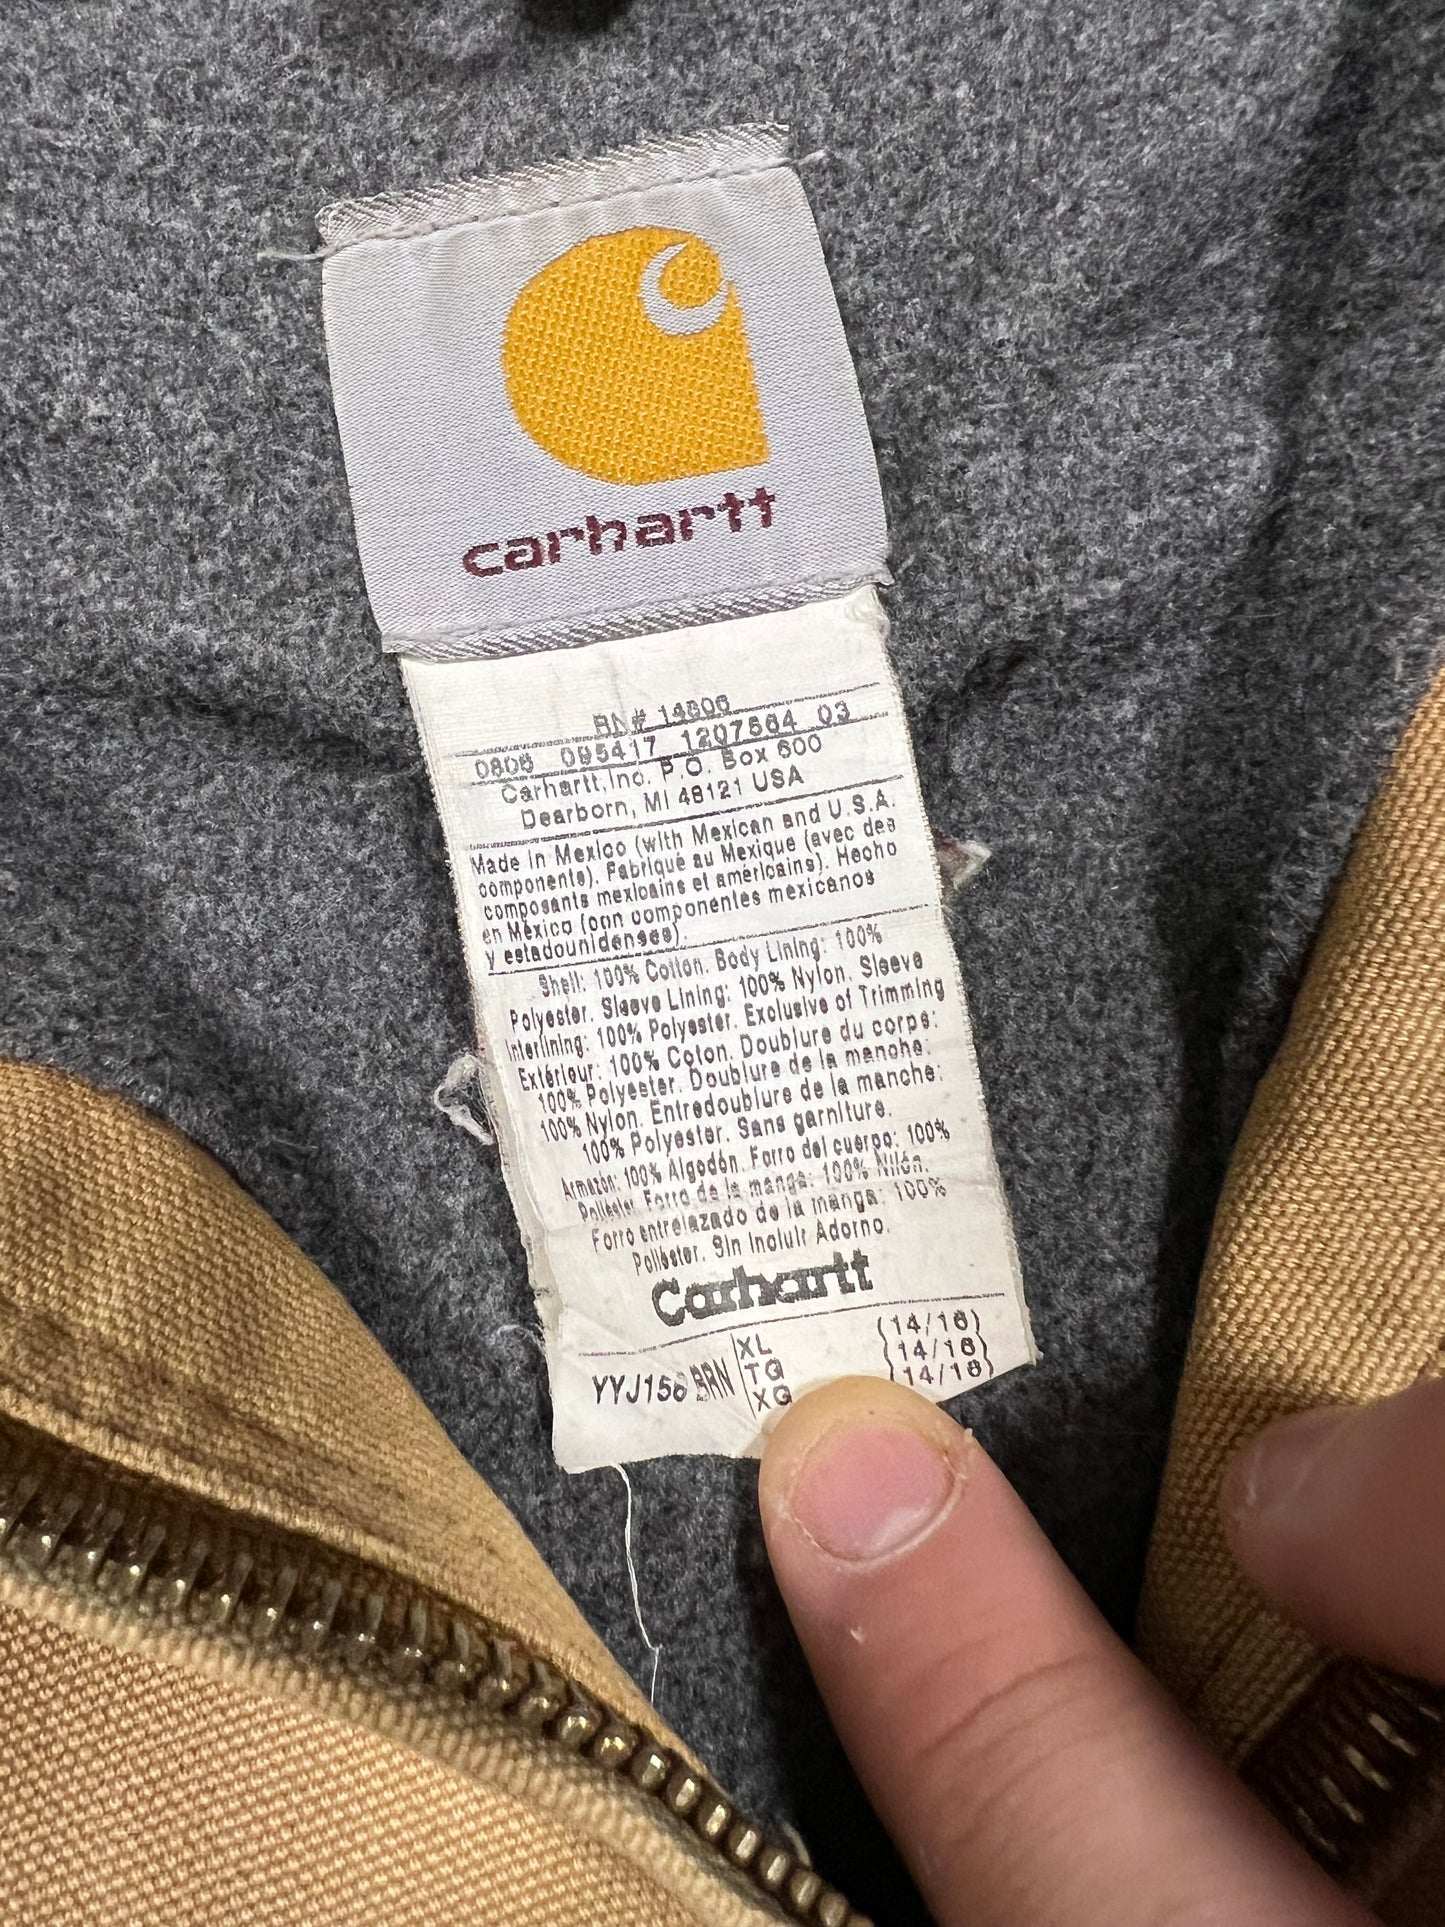 carhartt
RN# 14806
0806 095417 1207564 03
Carhartt, Inc. P.O. Box 600
Dearborn, MI 48121 USA
Made in Mexico (with Mexican and U.S.A.
componente). Fabriqué au Mexique (avec des
composants mexicains et américains). Hecho
en México (con componentes mexicanos
y estadounidenses).
Shell: 100% Cotton. Body Lining: 100%
Polyester. Sleeve Lining: 100% Nylon. Sleeve
Interlining: 100% Polyester. Exclusive of Trimming
Extérieur: 100% Coton. Doublure du corps:
100% Polyester. Doublure de la manche:
100% Nylon. Entredoublure de la manche:
100% Polyester. Sans garniture.
Armazón: 100% Algodón. Forro del cuerpo: 100%
Poliéster. Forro de la manga: 100% Nilón.
Forro entrelazado de la manga: 100%
Poliéster. Sin Incluir Adorno.
Carhartt
YYJ156 BRN XL (14/16)
TG (14/16)
XG (14/16)